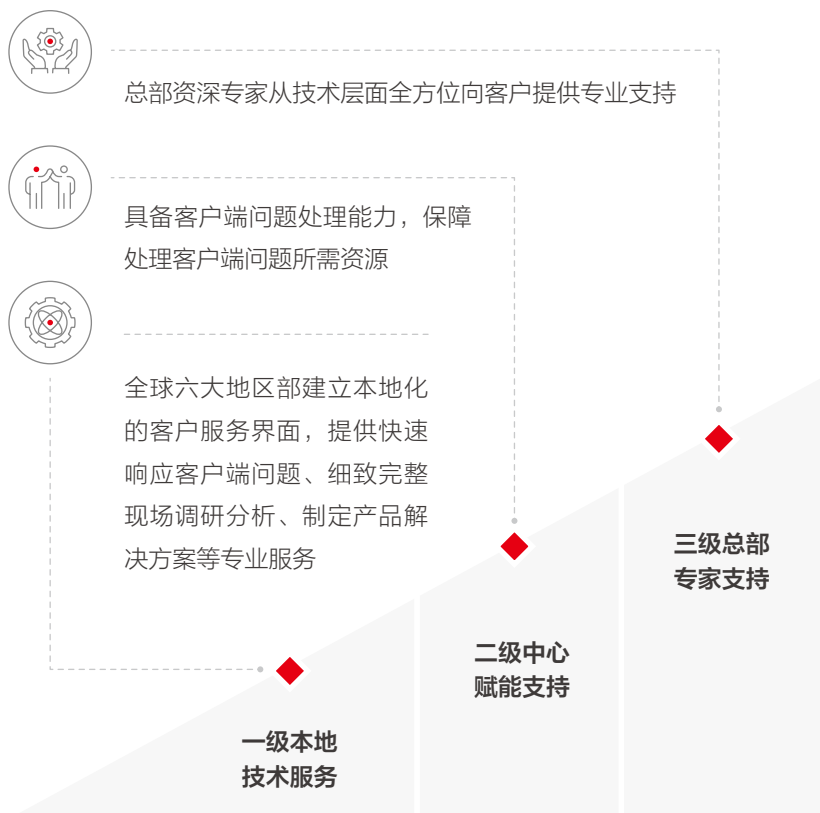 总部资深专家从技术层面全方位向客户提供专业支持
具备客户端问题处理能力，保障
处理客户端问题所需资源
全球六大地区部建立本地化
的客户服务界面，提供快速
响应客户端问题、细致完整
现场调研分析、制定产品解
决方案等专业服务
三级总部
专家支持
二级中心
赋能支持
一级本地
技术服务